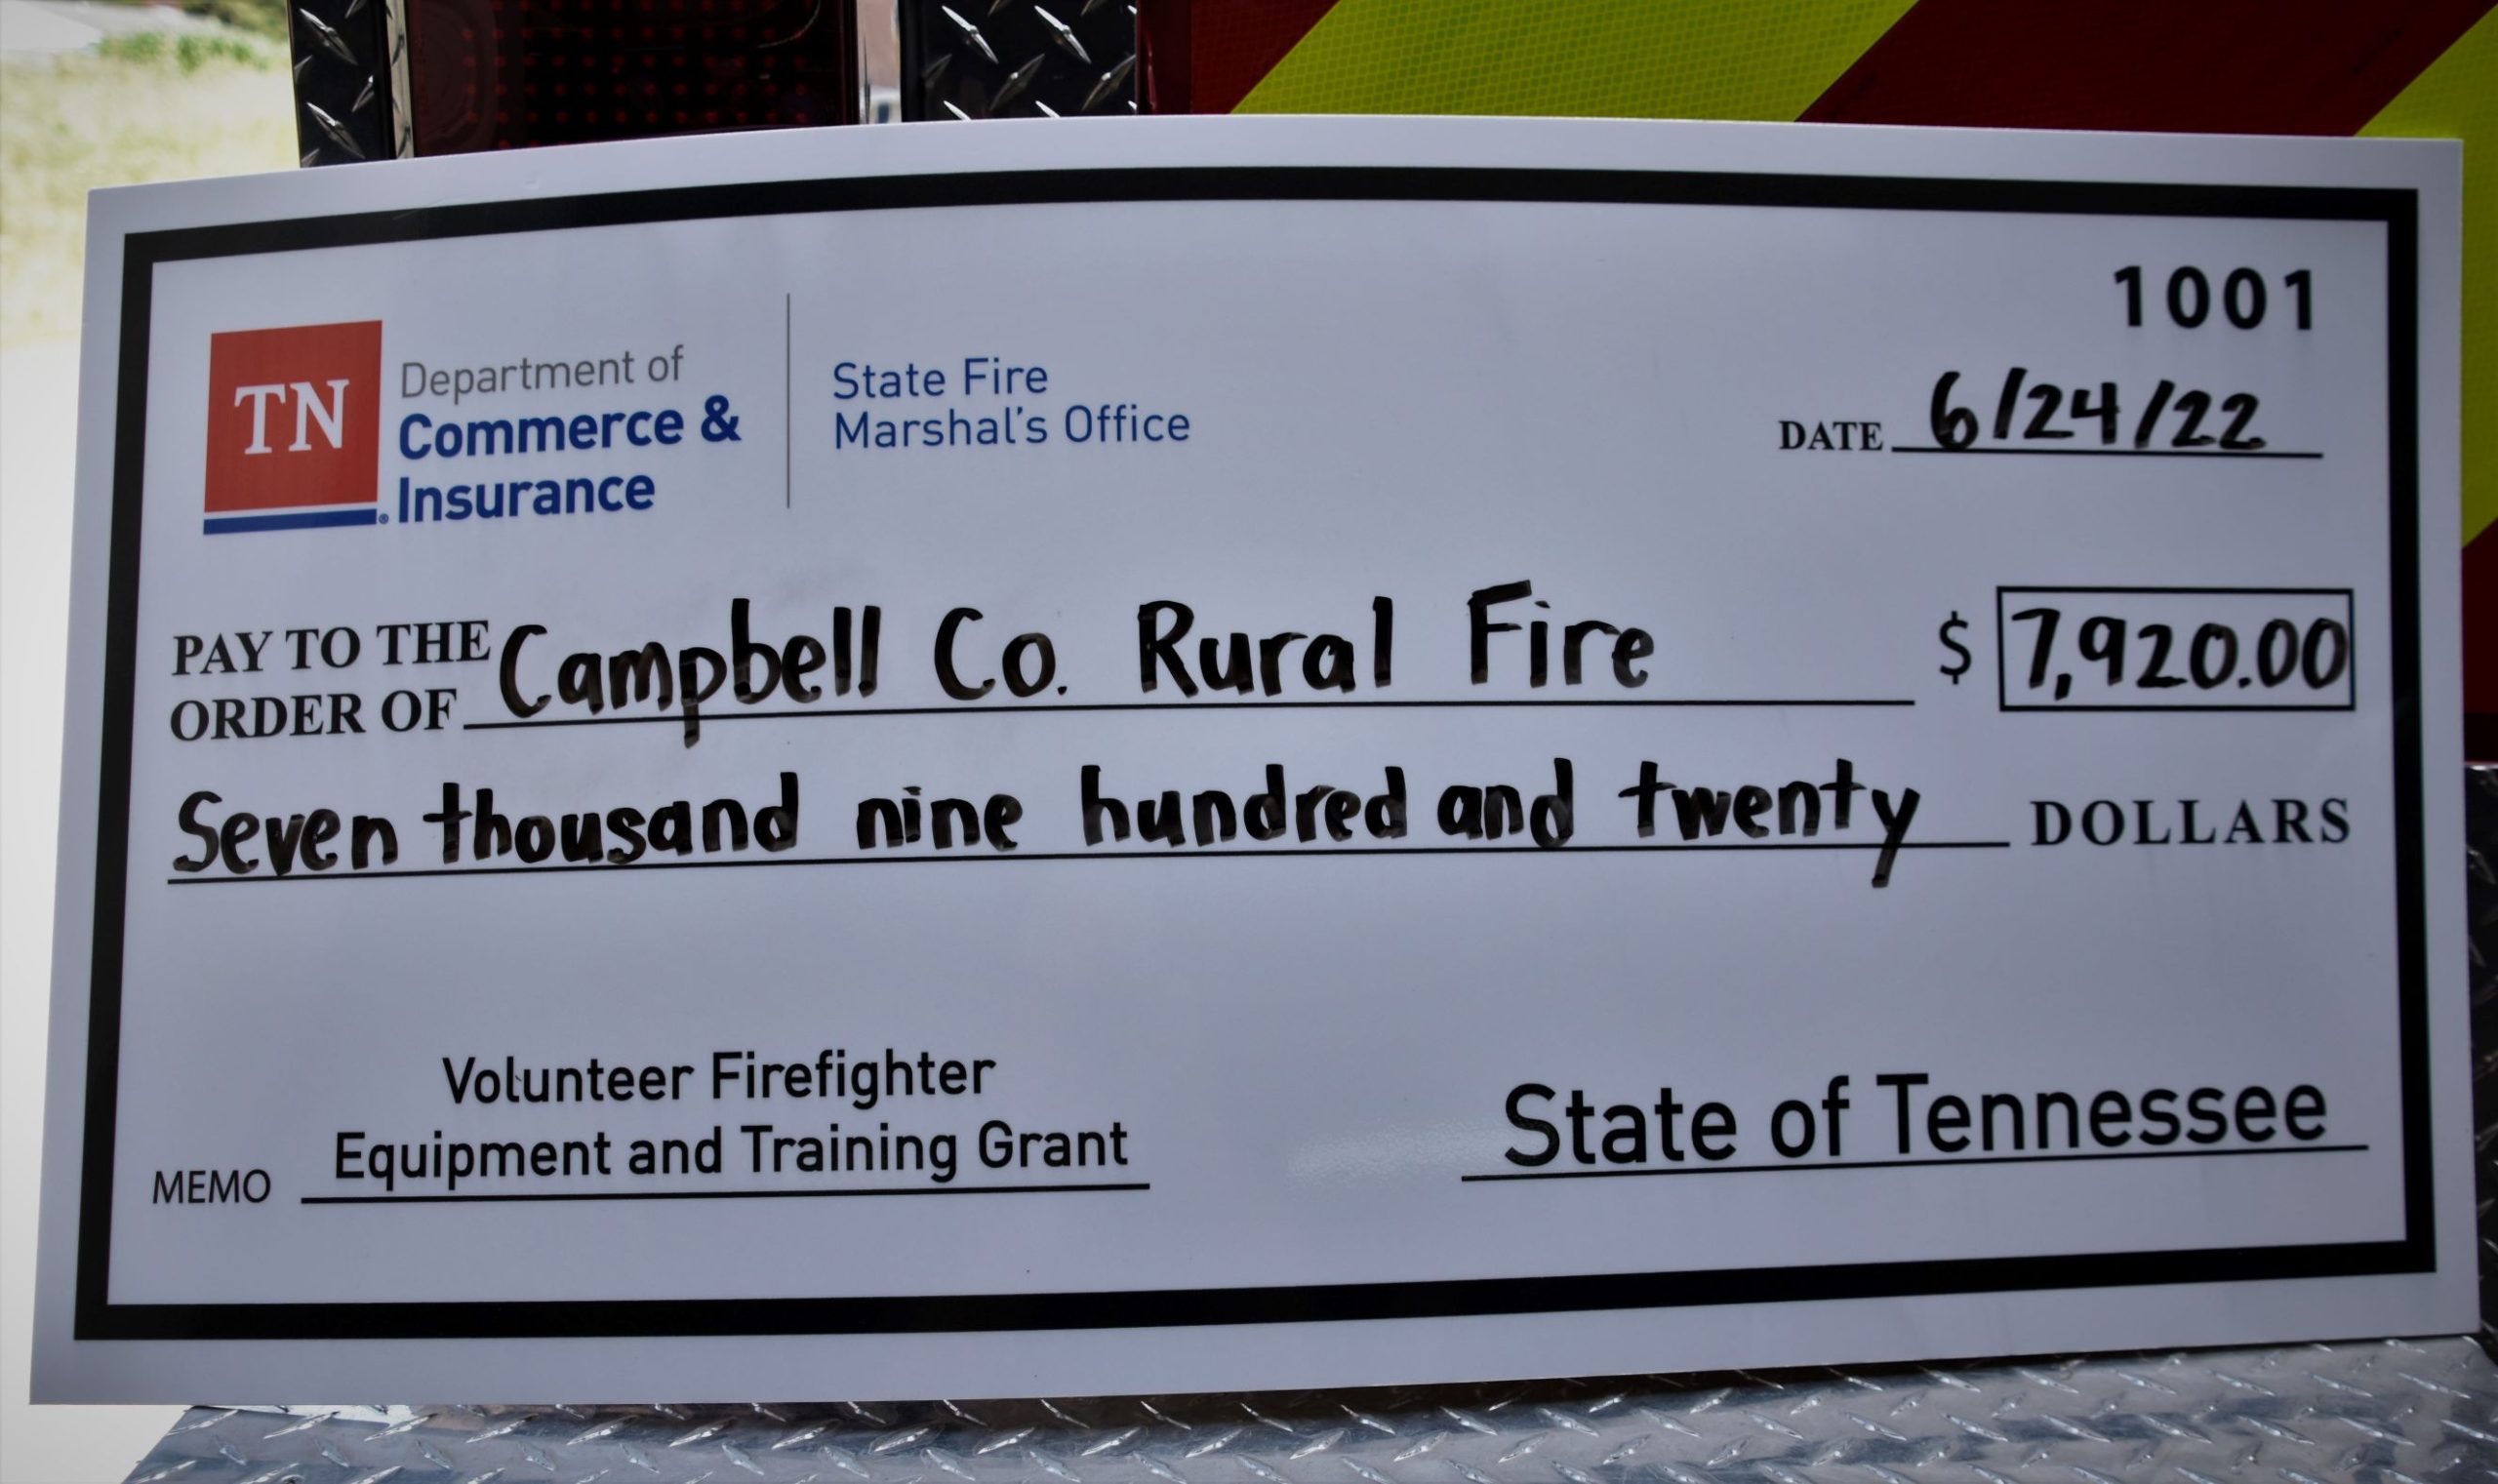 1001
TN
Department of
Commerce &
Insurance
State Fire
Marshal's Office
DATE 6/24/22
PAY TO THE
ORDER OF Campbell Co. Rural Fire $ 7,920.00
Seven thousand nine hundred and twenty DOLLARS
Volunteer Firefighter
Equipment and Training Grant
MEMO
State of Tennessee